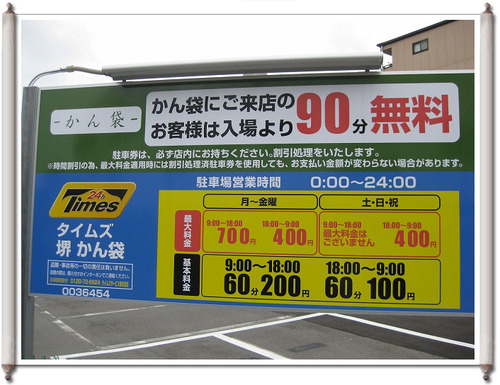 -かん袋-
かん袋にご来店の
お客様は入場より90分無料
駐車券は、必ず店内にお持ちください。割引処理をいたします。
※時間割引の為、最大料金適用時には割引処理済駐車券を使用しても、お支払い金額が変わらない場合があります。
駐車場営業時間 0:00～24:00
24h
Times
タイムズ
堺 かん袋
0036454
月～金曜 土・日・祝
最大料金
9:00～18:00 18:00～9:00 9:00～18:00 18:00～9:00
700円 400円 最大料金は
ございません 400円
基本料金
9:00～18:00 18:00～9:00
60分200円 60分100円